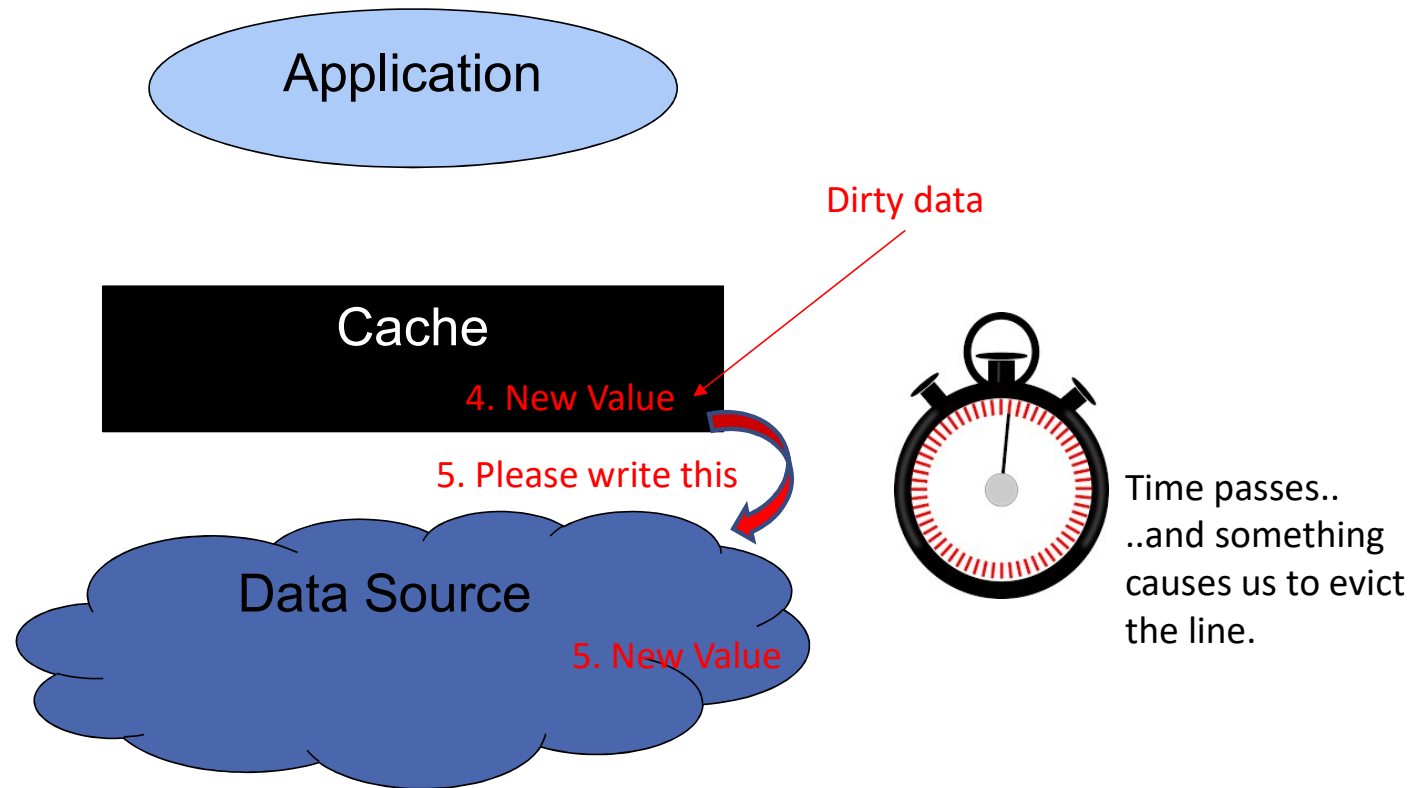 Application
Dirty data
Cache
4. New Value
5. Please write this
Data Source
5. New Value
Time passes..
..and something
causes us to evict
the line.